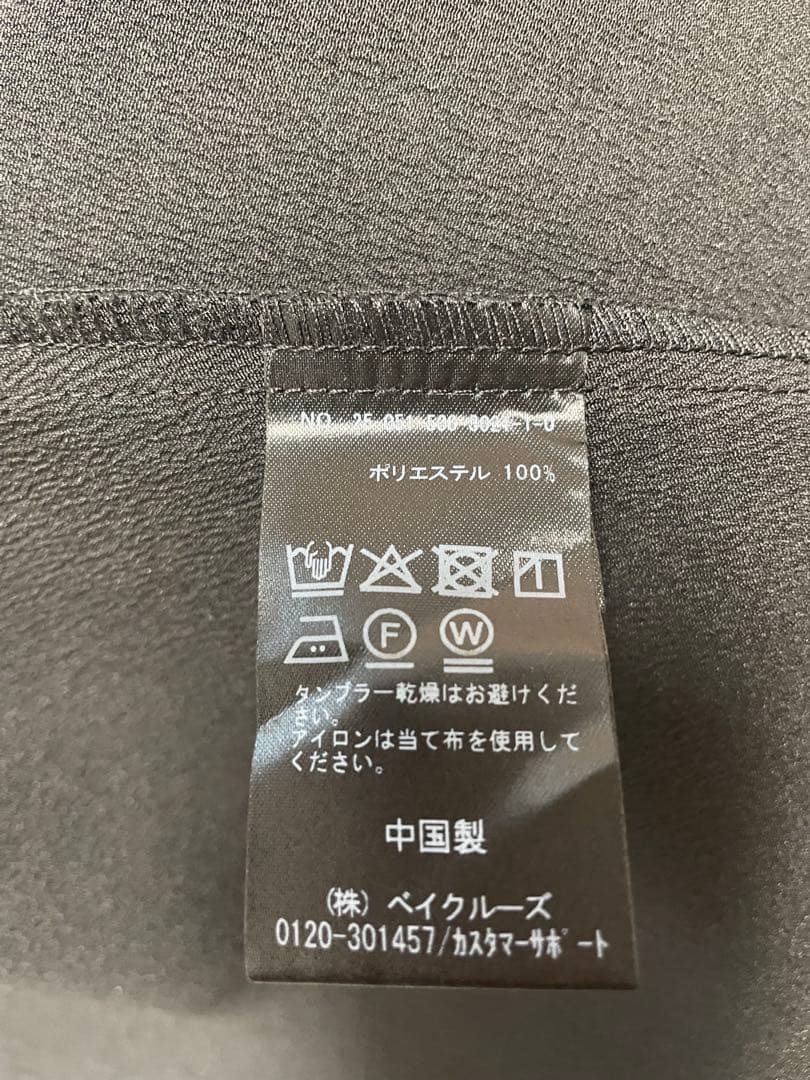 NO.
ポリエステル 100%
F
W
タンブラー乾燥はお避けくだ
さい。
アイロンは当て布を使用して
ください。
中国製
(株) ベイクルーズ
0120-301457/カスタマーサポート